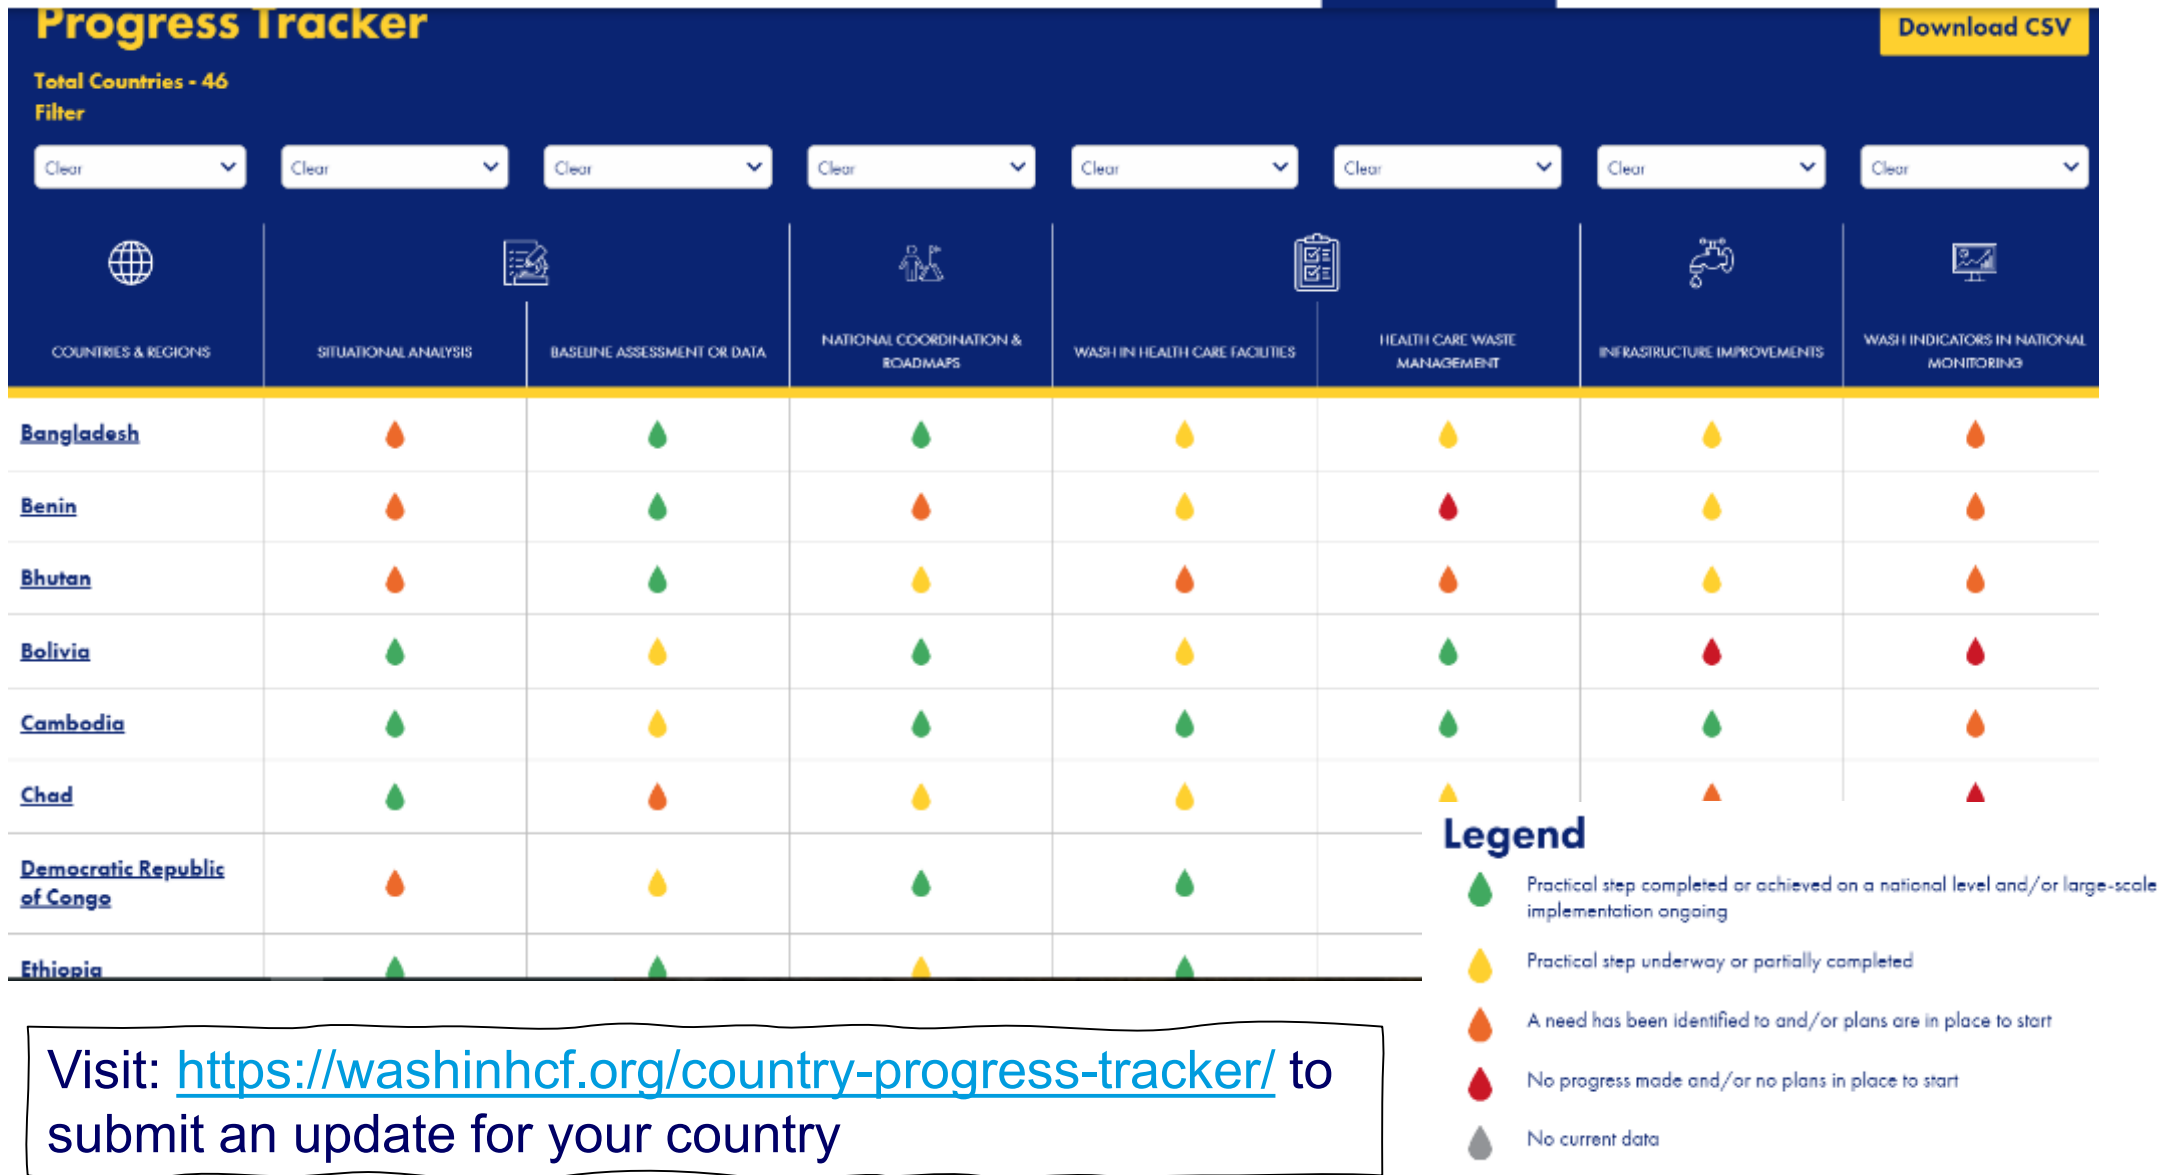 Progress Tracker
Download CSV
Total Countries - 46
Filter
Clear Clear Clear Clear Clear Clear Clear Clear
COUNTRIES & REGIONS
SITUATIONAL ANALYSIS
BASELINE ASSESSMENT OR DATA
NATIONAL COORDINATION &
ROADMAPS
WASH IN HEALTH CARE FACILITIES
HEALTH CARE WASTE
MANAGEMENT
INFRASTRUCTURE IMPROVEMENTS
WASH INDICATORS IN NATIONAL
MONITORING
Bangladesh
Benin
Bhutan
Bolivia
Cambodia
Chad
Democratic Republic
of Congo
Ethiopia
Legend
Practical step completed or achieved on a national level and/or large-scale
implementation ongoing
Practical step underway or partially completed
A need has been identified to and/or plans are in place to start
No progress made and/or no plans in place to start
No current data
Visit: https://washinhcf.org/country-progress-tracker/ to
submit an update for your country